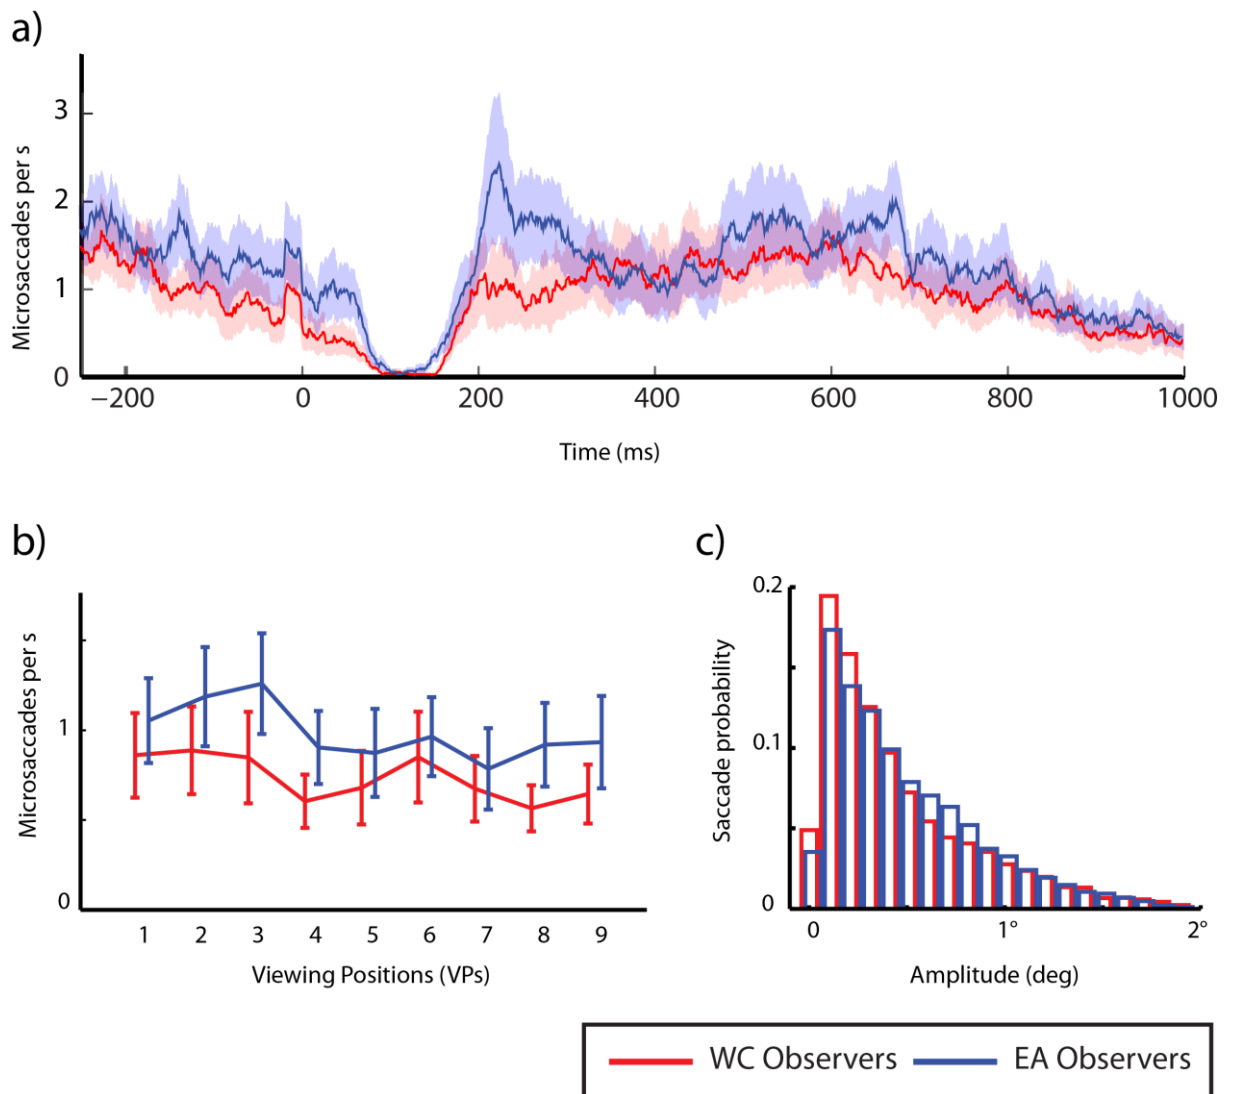 a)
Microsaccades per s
3
2
1
0
−200 0 200 400 600 800 1000
Time (ms)
b)
Microsaccades per s
1
0
1 2 3 4 5 6 7 8 9
Viewing Positions (VPs)
c)
Saccade probability
0.2
0.1
0
0 1° 2°
Amplitude (deg)
WC Observers EA Observers